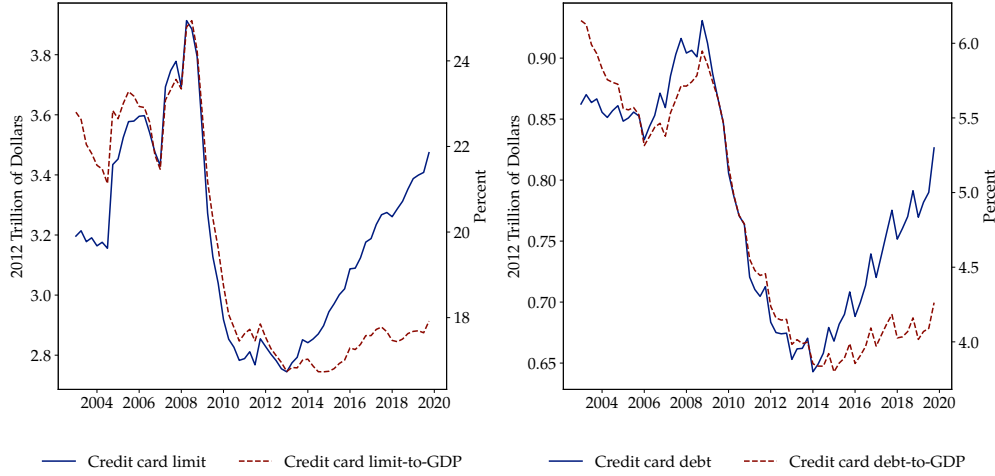 2012 Trillion of Dollars
3.8
3.6
3.4
3.2
3.0
2.8
24
22
20
18
Percent
2004 2006 2008 2010 2012 2014 2016 2018 2020
Credit card limit Credit card limit-to-GDP
2012 Trillion of Dollars
0.90
0.85
0.80
0.75
0.70
0.65
6.0
5.5
5.0
4.5
4.0
Percent
2004 2006 2008 2010 2012 2014 2016 2018 2020
Credit card debt Credit card debt-to-GDP